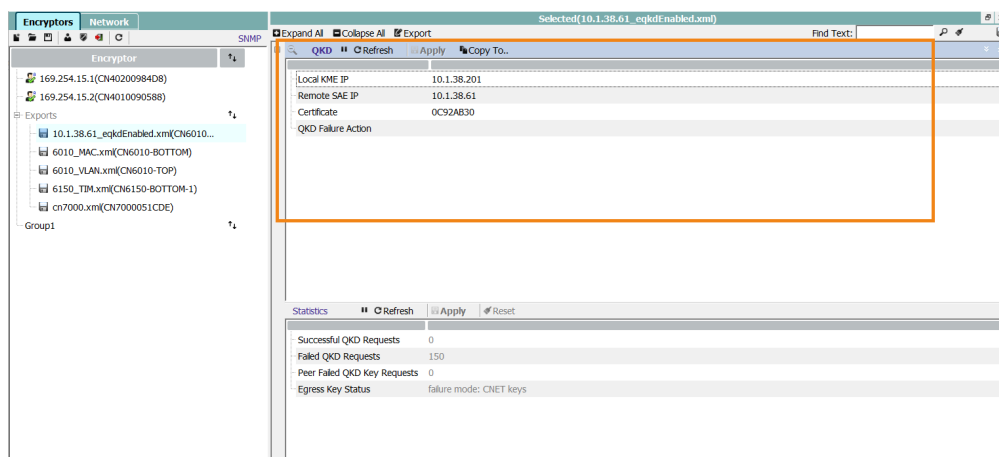 Encryptors Network
SNMP
Encryptor
169.254.15.1(CN40200984D8)
169.254.15.2(CN4010090588)
Exports
10.1.38.61_eqkdEnabled.xml(CN6010...
6010_MAC.xml(CN6010-BOTTOM)
6010_VLAN.xml(CN6010-TOP)
6150_TIM.xml(CN6150-BOTTOM-1)
cn7000.xml(CN7000051CDE)
Group1
Selected(10.1.38.61_eqkdEnabled.xml)
Expand All Collapse All Export Find Text:
QKD Refresh Apply Copy To..
Local KME IP 10.1.38.201
Remote SAE IP 10.1.38.61
Certificate 0C92AB30
QKD Failure Action
Statistics Refresh Apply Reset
Successful QKD Requests 0
Failed QKD Requests 150
Peer Failed QKD Key Requests 0
Egress Key Status failure mode: CNET keys